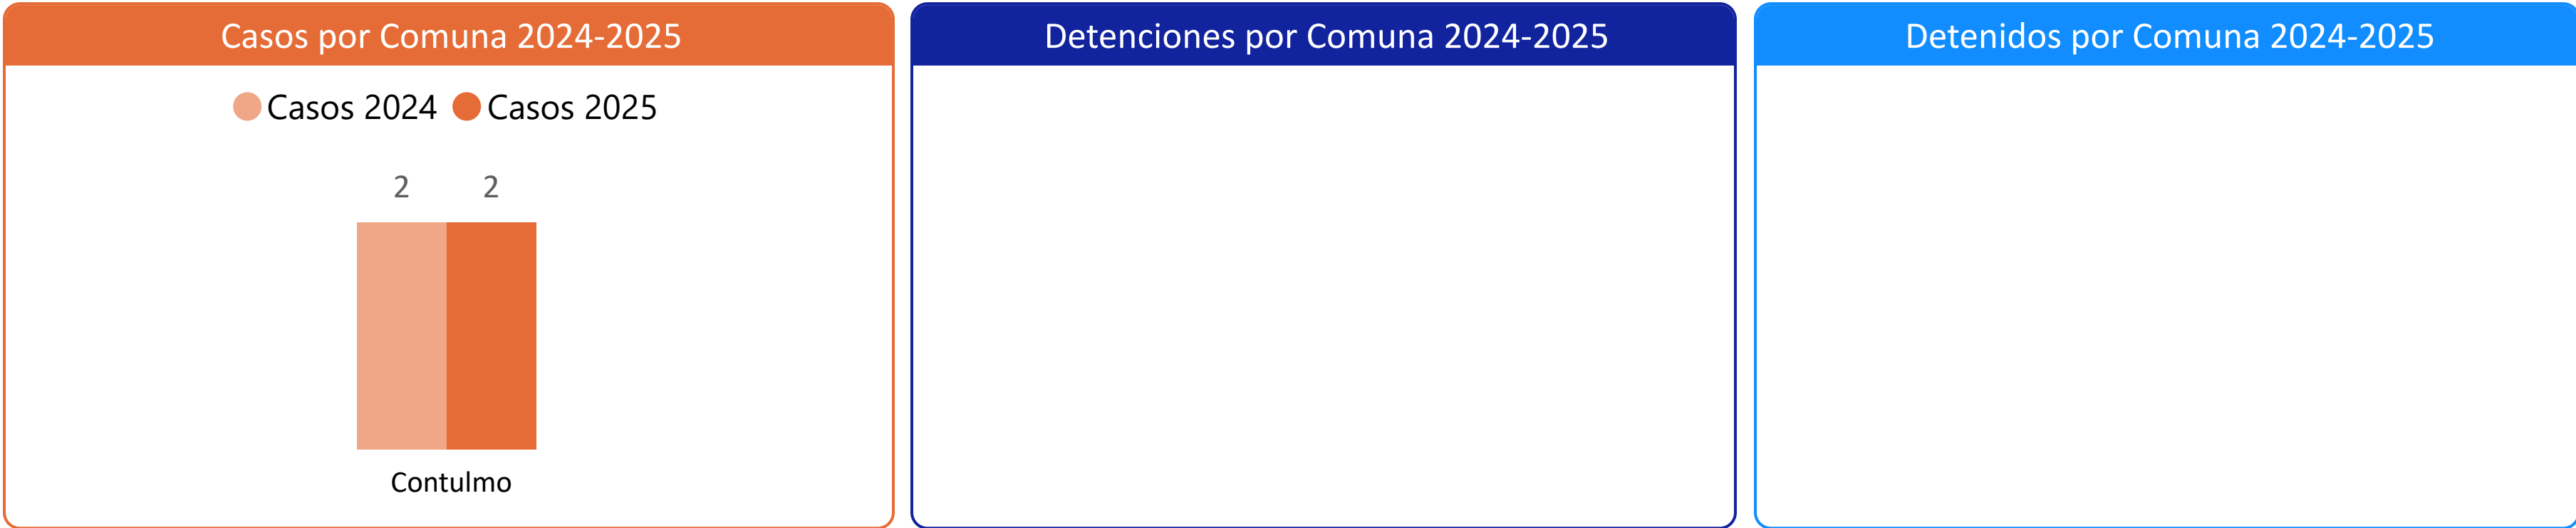 Casos por Comuna 2024-2025
Casos 2024 Casos 2025
2 2
Contulmo
Detenciones por Comuna 2024-2025
Detenidos por Comuna 2024-2025